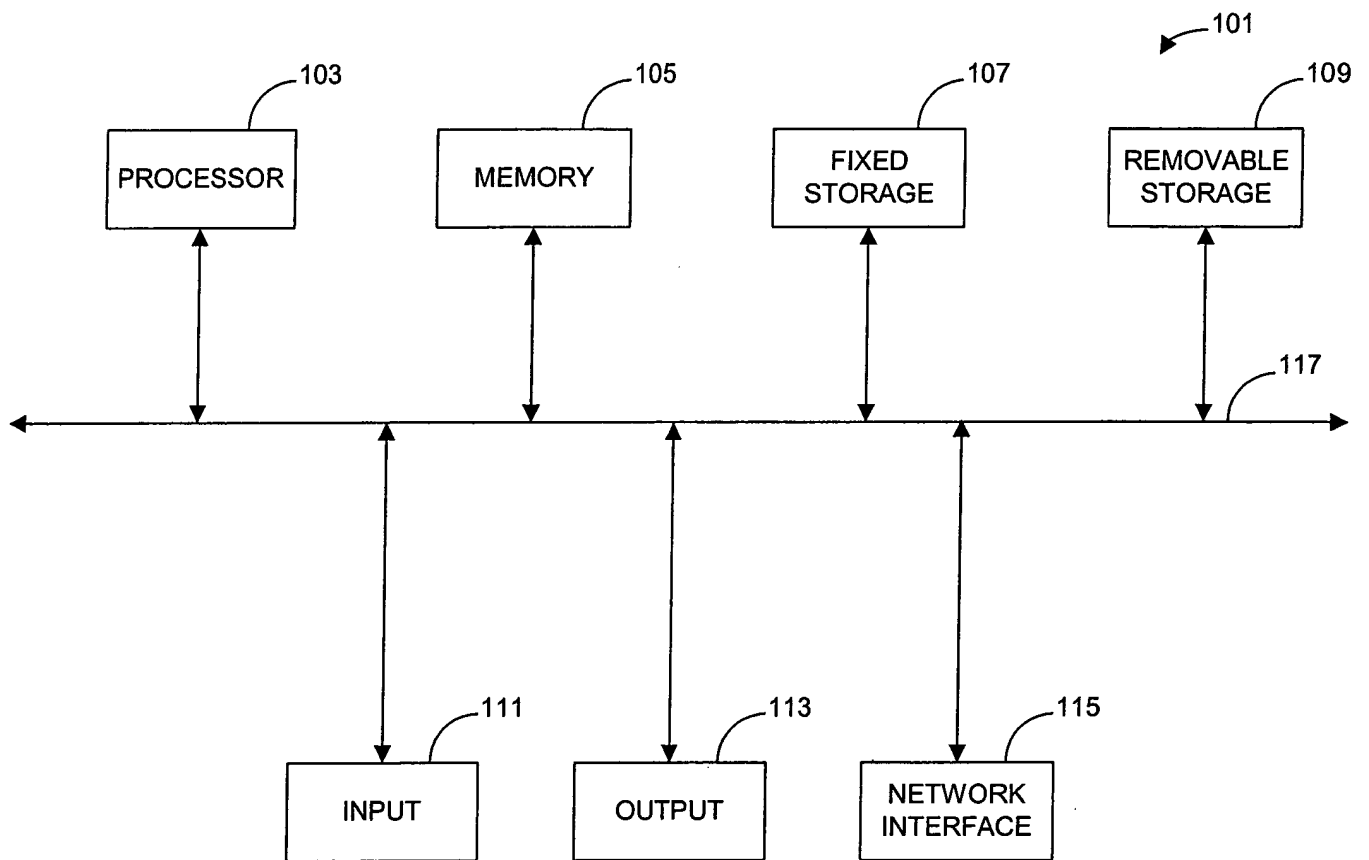 101
103
105
107
109
PROCESSOR
MEMORY
FIXED
STORAGE
REMOVABLE
STORAGE
117
111
113
115
INPUT
OUTPUT
NETWORK
INTERFACE